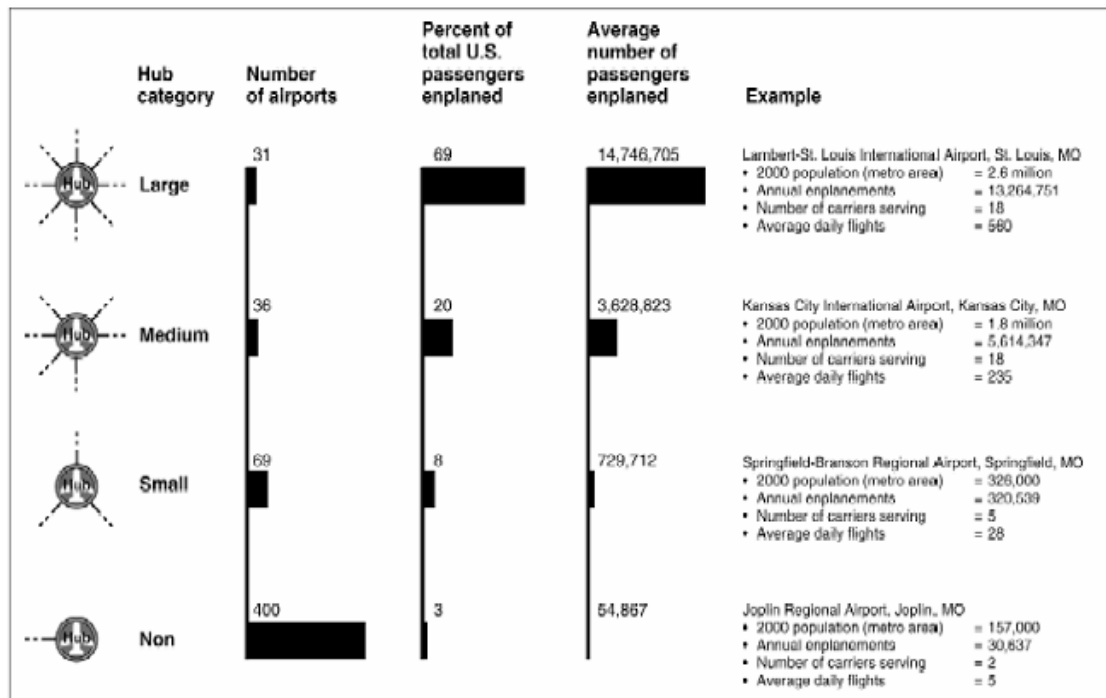 Hub category
Number of airports
Percent of total U.S. passengers enplaned
Average number of passengers enplaned
Example
Hub
Large
31
69
14,746,705
Lambert-St. Louis International Airport, St. Louis, MO
• 2000 population (metro area) = 2.6 million
• Annual enplanements = 13,264,751
• Number of carriers serving = 18
• Average daily flights = 560
Hub
Medium
36
20
3,628,823
Kansas City International Airport, Kansas City, MO
• 2000 population (metro area) = 1.8 million
• Annual enplanements = 5,614,347
• Number of carriers serving = 18
• Average daily flights = 235
Hub
Small
69
8
729,712
Springfield-Branson Regional Airport, Springfield, MO
• 2000 population (metro area) = 326,000
• Annual enplanements = 320,539
• Number of carriers serving = 5
• Average daily flights = 28
Hub
Non
400
3
54,867
Joplin Regional Airport, Joplin, MO
• 2000 population (metro area) = 157,000
• Annual enplanements = 30,637
• Number of carriers serving = 2
• Average daily flights = 5